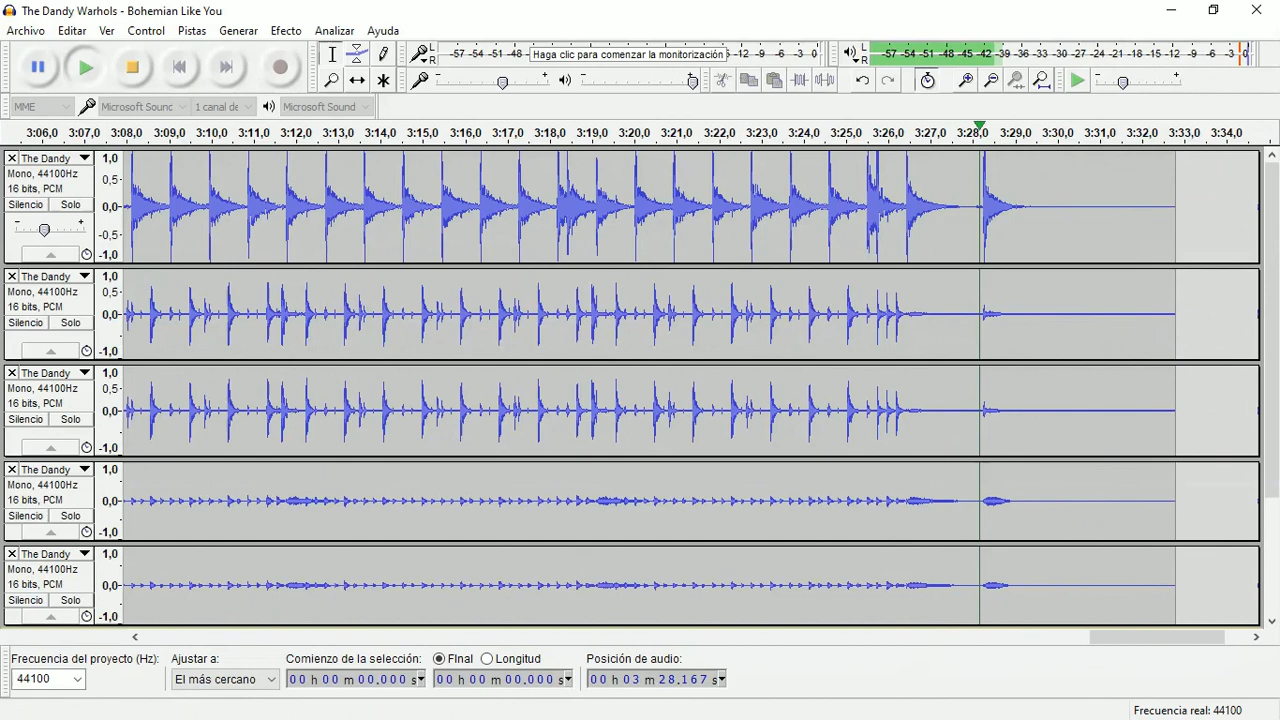 The Dandy Warhols - Bohemian Like You
Archivo Editar Ver Control Pistas Generar Efecto Analizar Ayuda
L R -57 -54 -51 -48 Haga clic para comenzar la monitorización -12 -9 -6 -3 0 L R -57 -54 -51 -48 -45 -42 -39 -36 -33 -30 -27 -24 -21 -18 -15 -12 -9 -6 -3 0
- + - + - +
MME Microsoft Soun 1 canal de Microsoft Sound
3:06,0 3:07,0 3:08,0 3:09,0 3:10,0 3:11,0 3:12,0 3:13,0 3:14,0 3:15,0 3:16,0 3:17,0 3:18,0 3:19,0 3:20,0 3:21,0 3:22,0 3:23,0 3:24,0 3:25,0 3:26,0 3:27,0 3:28,0 3:29,0 3:30,0 3:31,0 3:32,0 3:33,0 3:34,0
The Dandy 1,0
Mono, 44100Hz
16 bits, PCM 0,5
Silencio Solo 0,0
- + -0,5
-1,0
The Dandy 1,0
Mono, 44100Hz 0,5
16 bits, PCM
Silencio Solo 0,0
-1,0
The Dandy 1,0
Mono, 44100Hz 0,5
16 bits, PCM
Silencio Solo 0,0
-1,0
The Dandy 1,0
Mono, 44100Hz
16 bits, PCM 0,0
Silencio Solo
-1,0
The Dandy 1,0
Mono, 44100Hz
16 bits, PCM 0,0
Silencio Solo
-1,0
Frecuencia del proyecto (Hz): Ajustar a: Comienzo de la selección: FInal Longitud Posición de audio:
44100 El más cercano 00 h 00 m 00.000 s 00 h 00 m 00.000 s 00 h 03 m 28.167 s
Frecuencia real: 44100